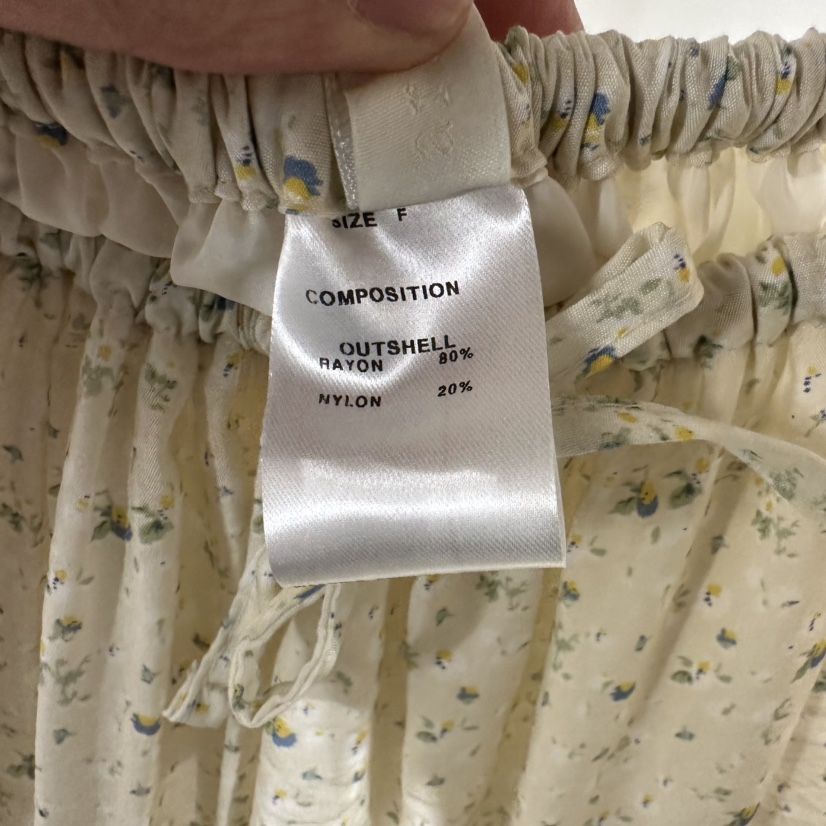 SIZE F
COMPOSITION
OUTSHELL
RAYON 80%
NYLON 20%